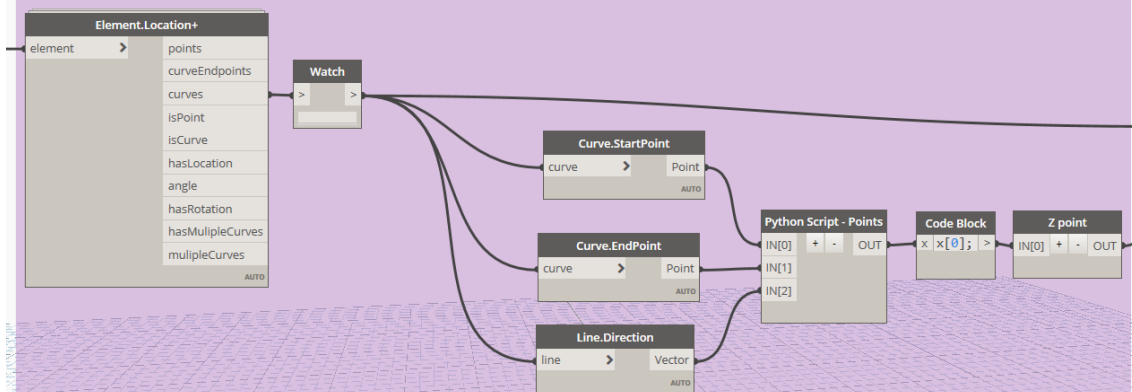 Element.Location+
element >
points
curveEndpoints
curves
isPoint
isCurve
hasLocation
angle
hasRotation
hasMulipleCurves
mulipleCurves
AUTO
Watch
> >
Curve.StartPoint
curve > Point
AUTO
Curve.EndPoint
curve > Point
AUTO
Line.Direction
line > Vector
AUTO
Python Script - Points
IN[0] + - OUT
IN[1]
IN[2]
Code Block
x x[0]; >
Z point
IN[0] + - OUT